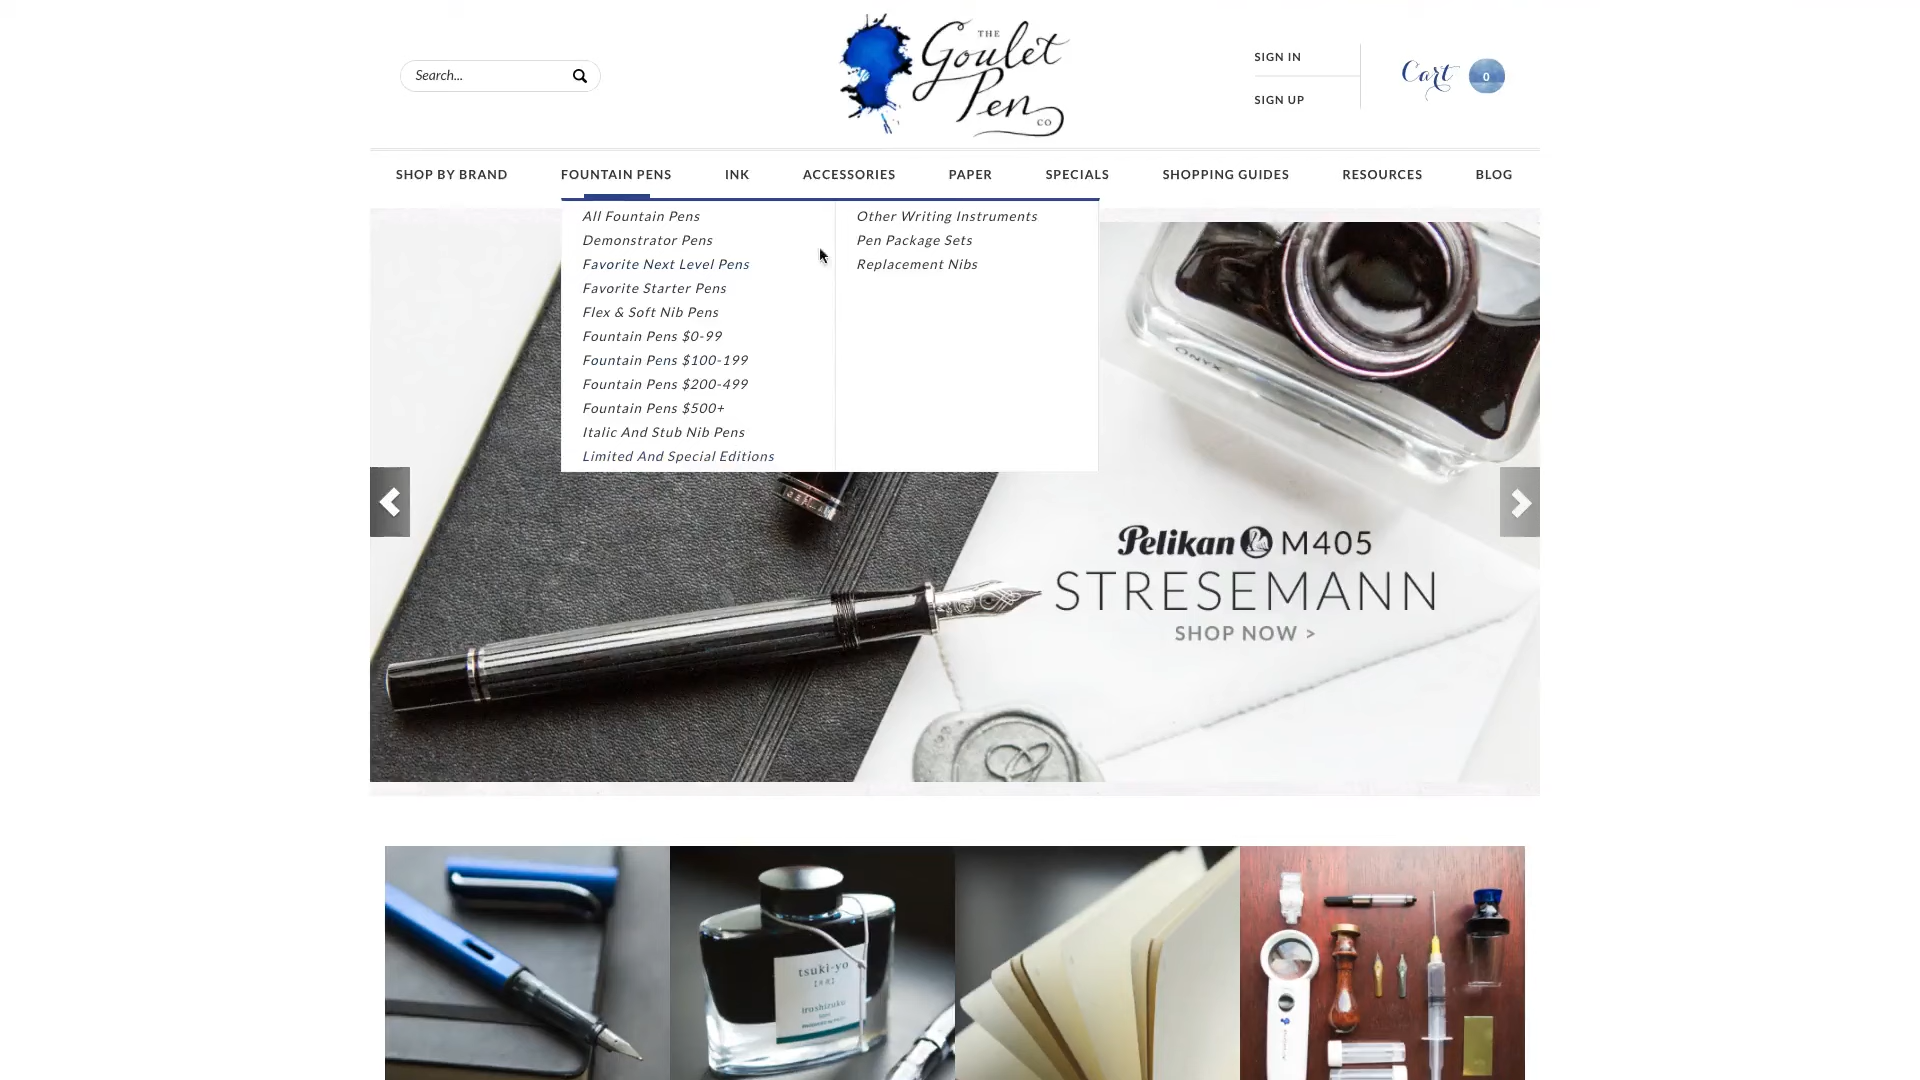 Search...
THE
Goulet
Pen
CO
SIGN IN
SIGN UP
Cart 0
SHOP BY BRAND FOUNTAIN PENS INK ACCESSORIES PAPER SPECIALS SHOPPING GUIDES RESOURCES BLOG
All Fountain Pens
Demonstrator Pens
Favorite Next Level Pens
Favorite Starter Pens
Flex & Soft Nib Pens
Fountain Pens $0-99
Fountain Pens $100-199
Fountain Pens $200-499
Fountain Pens $500+
Italic And Stub Nib Pens
Limited And Special Editions
Other Writing Instruments
Pen Package Sets
Replacement Nibs
ONYX
Pelikan M405
STRESEMANN
SHOP NOW >
tsuki-yo
iroshizuku